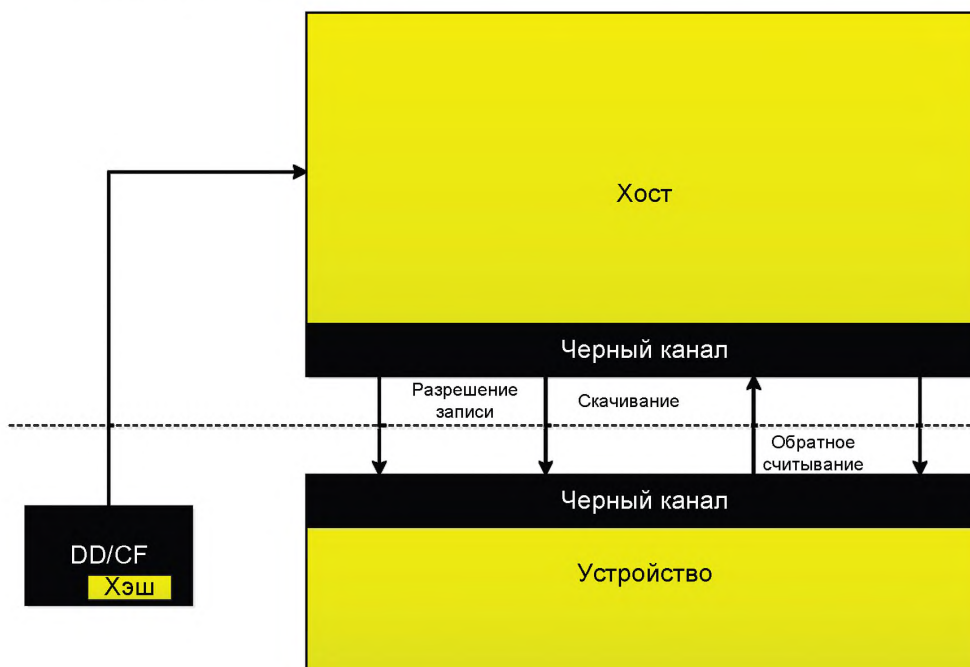 Хост
Черный канал
Разрешение
записи
Скачивание
Обратное
считывание
Черный канал
DD/CF
Хэш
Устройство